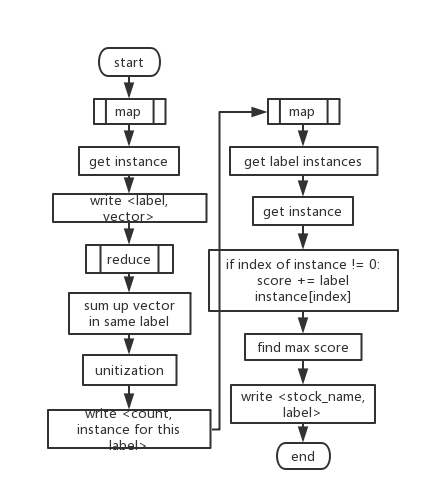 start
map
get instance
write <label,
vector>
reduce
sum up vector
in same label
unitization
write <count,
instance for this
label>
map
get label instances
get instance
if index of instance != 0:
score += label
instance[index]
find max score
write <stock_name,
label>
end